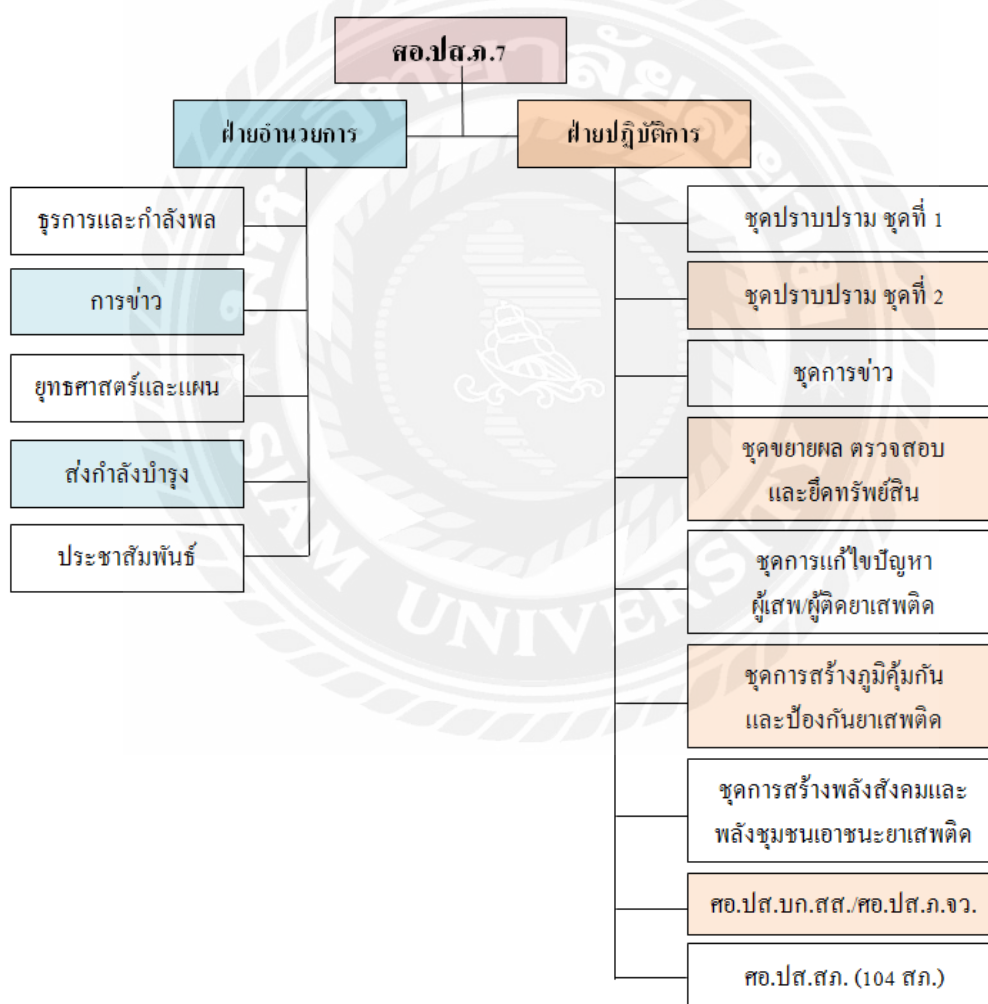 ศอ.ปส.ภ.7
ฝ่ายอำนวยการ
ฝ่ายปฏิบัติการ
ธุรการและกำลังพล
การข่าว
ยุทธศาสตร์และแผน
ส่งกำลังบำรุง
ประชาสัมพันธ์
ชุดปราบปราม ชุดที่ 1
ชุดปราบปราม ชุดที่ 2
ชุดการข่าว
ชุดขยายผล ตรวจสอบ
และยึดทรัพย์สิน
ชุดการแก้ไขปัญหา
ผู้เสพ/ผู้ติดยาเสพติด
ชุดการสร้างภูมิคุ้มกัน
และป้องกันยาเสพติด
ชุดการสร้างพลังสังคมและ
พลังชุมชนเอาชนะยาเสพติด
ศอ.ปส.บก.สส./ศอ.ปส.ภ.จว.
ศอ.ปส.สภ. (104 สภ.)
SIAM UNIVERSITY